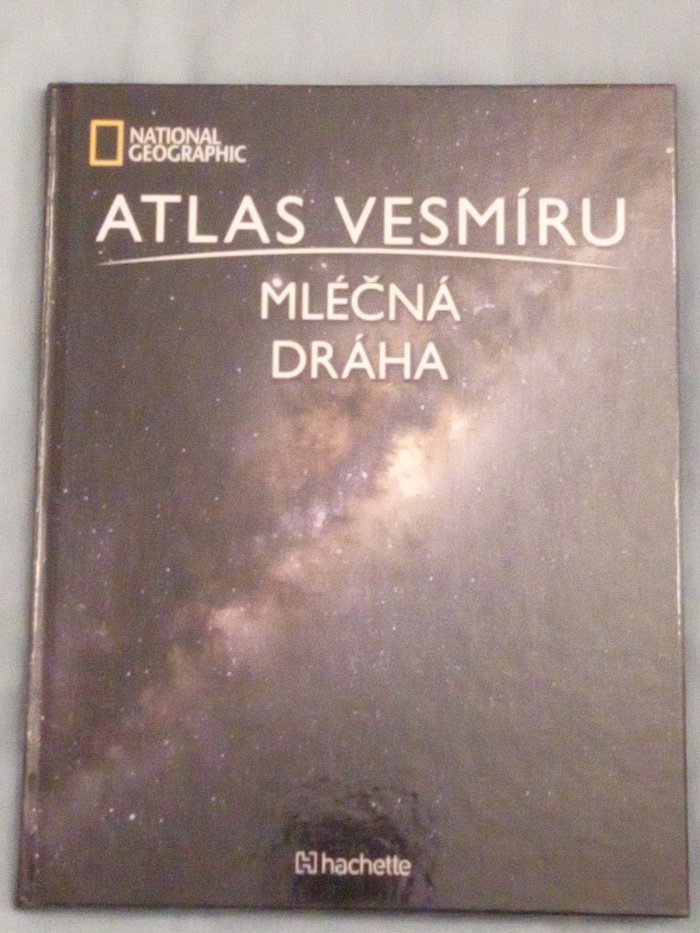 NATIONAL
GEOGRAPHIC
ATLAS VESMÍRU
MLÉČNÁ
DRÁHA
hachette